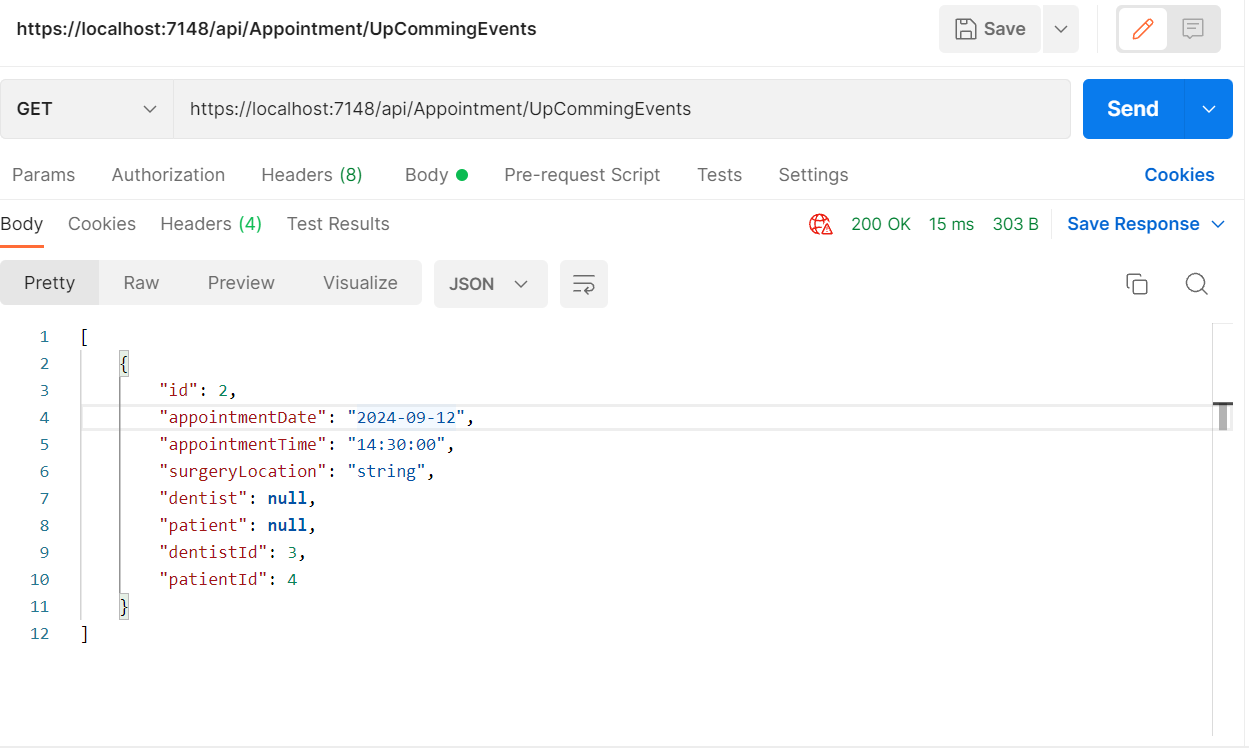 https://localhost:7148/api/Appointment/UpCommingEvents Save
GET https://localhost:7148/api/Appointment/UpCommingEvents Send
Params Authorization Headers (8) Body Pre-request Script Tests Settings Cookies
Body Cookies Headers (4) Test Results 200 OK 15 ms 303 B Save Response
Pretty Raw Preview Visualize JSON
1 [
2 {
3 "id": 2,
4 "appointmentDate": "2024-09-12",
5 "appointmentTime": "14:30:00",
6 "surgeryLocation": "string",
7 "dentist": null,
8 "patient": null,
9 "dentistId": 3,
10 "patientId": 4
11 }
12 ]